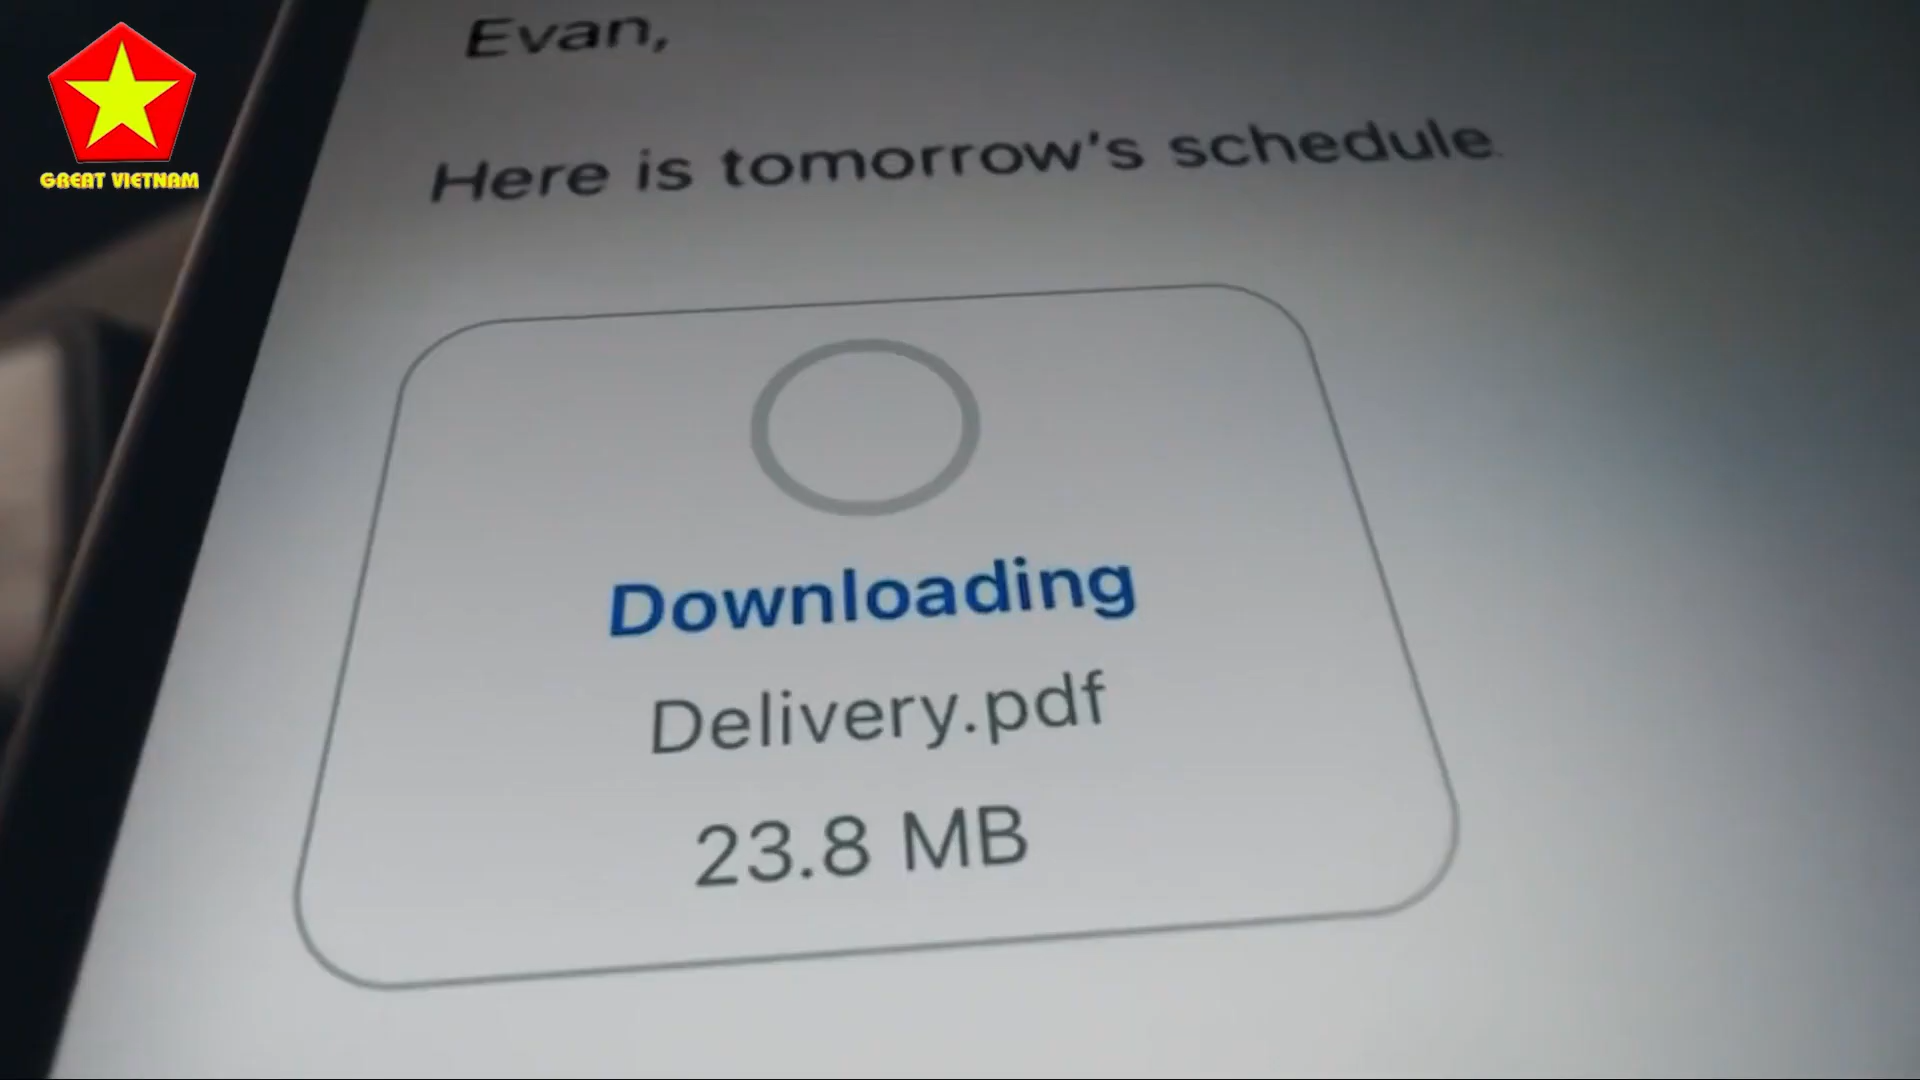 GREAT VIETNAM
Evan,
Here is tomorrow's schedule.
Downloading
Delivery.pdf
23.8 MB